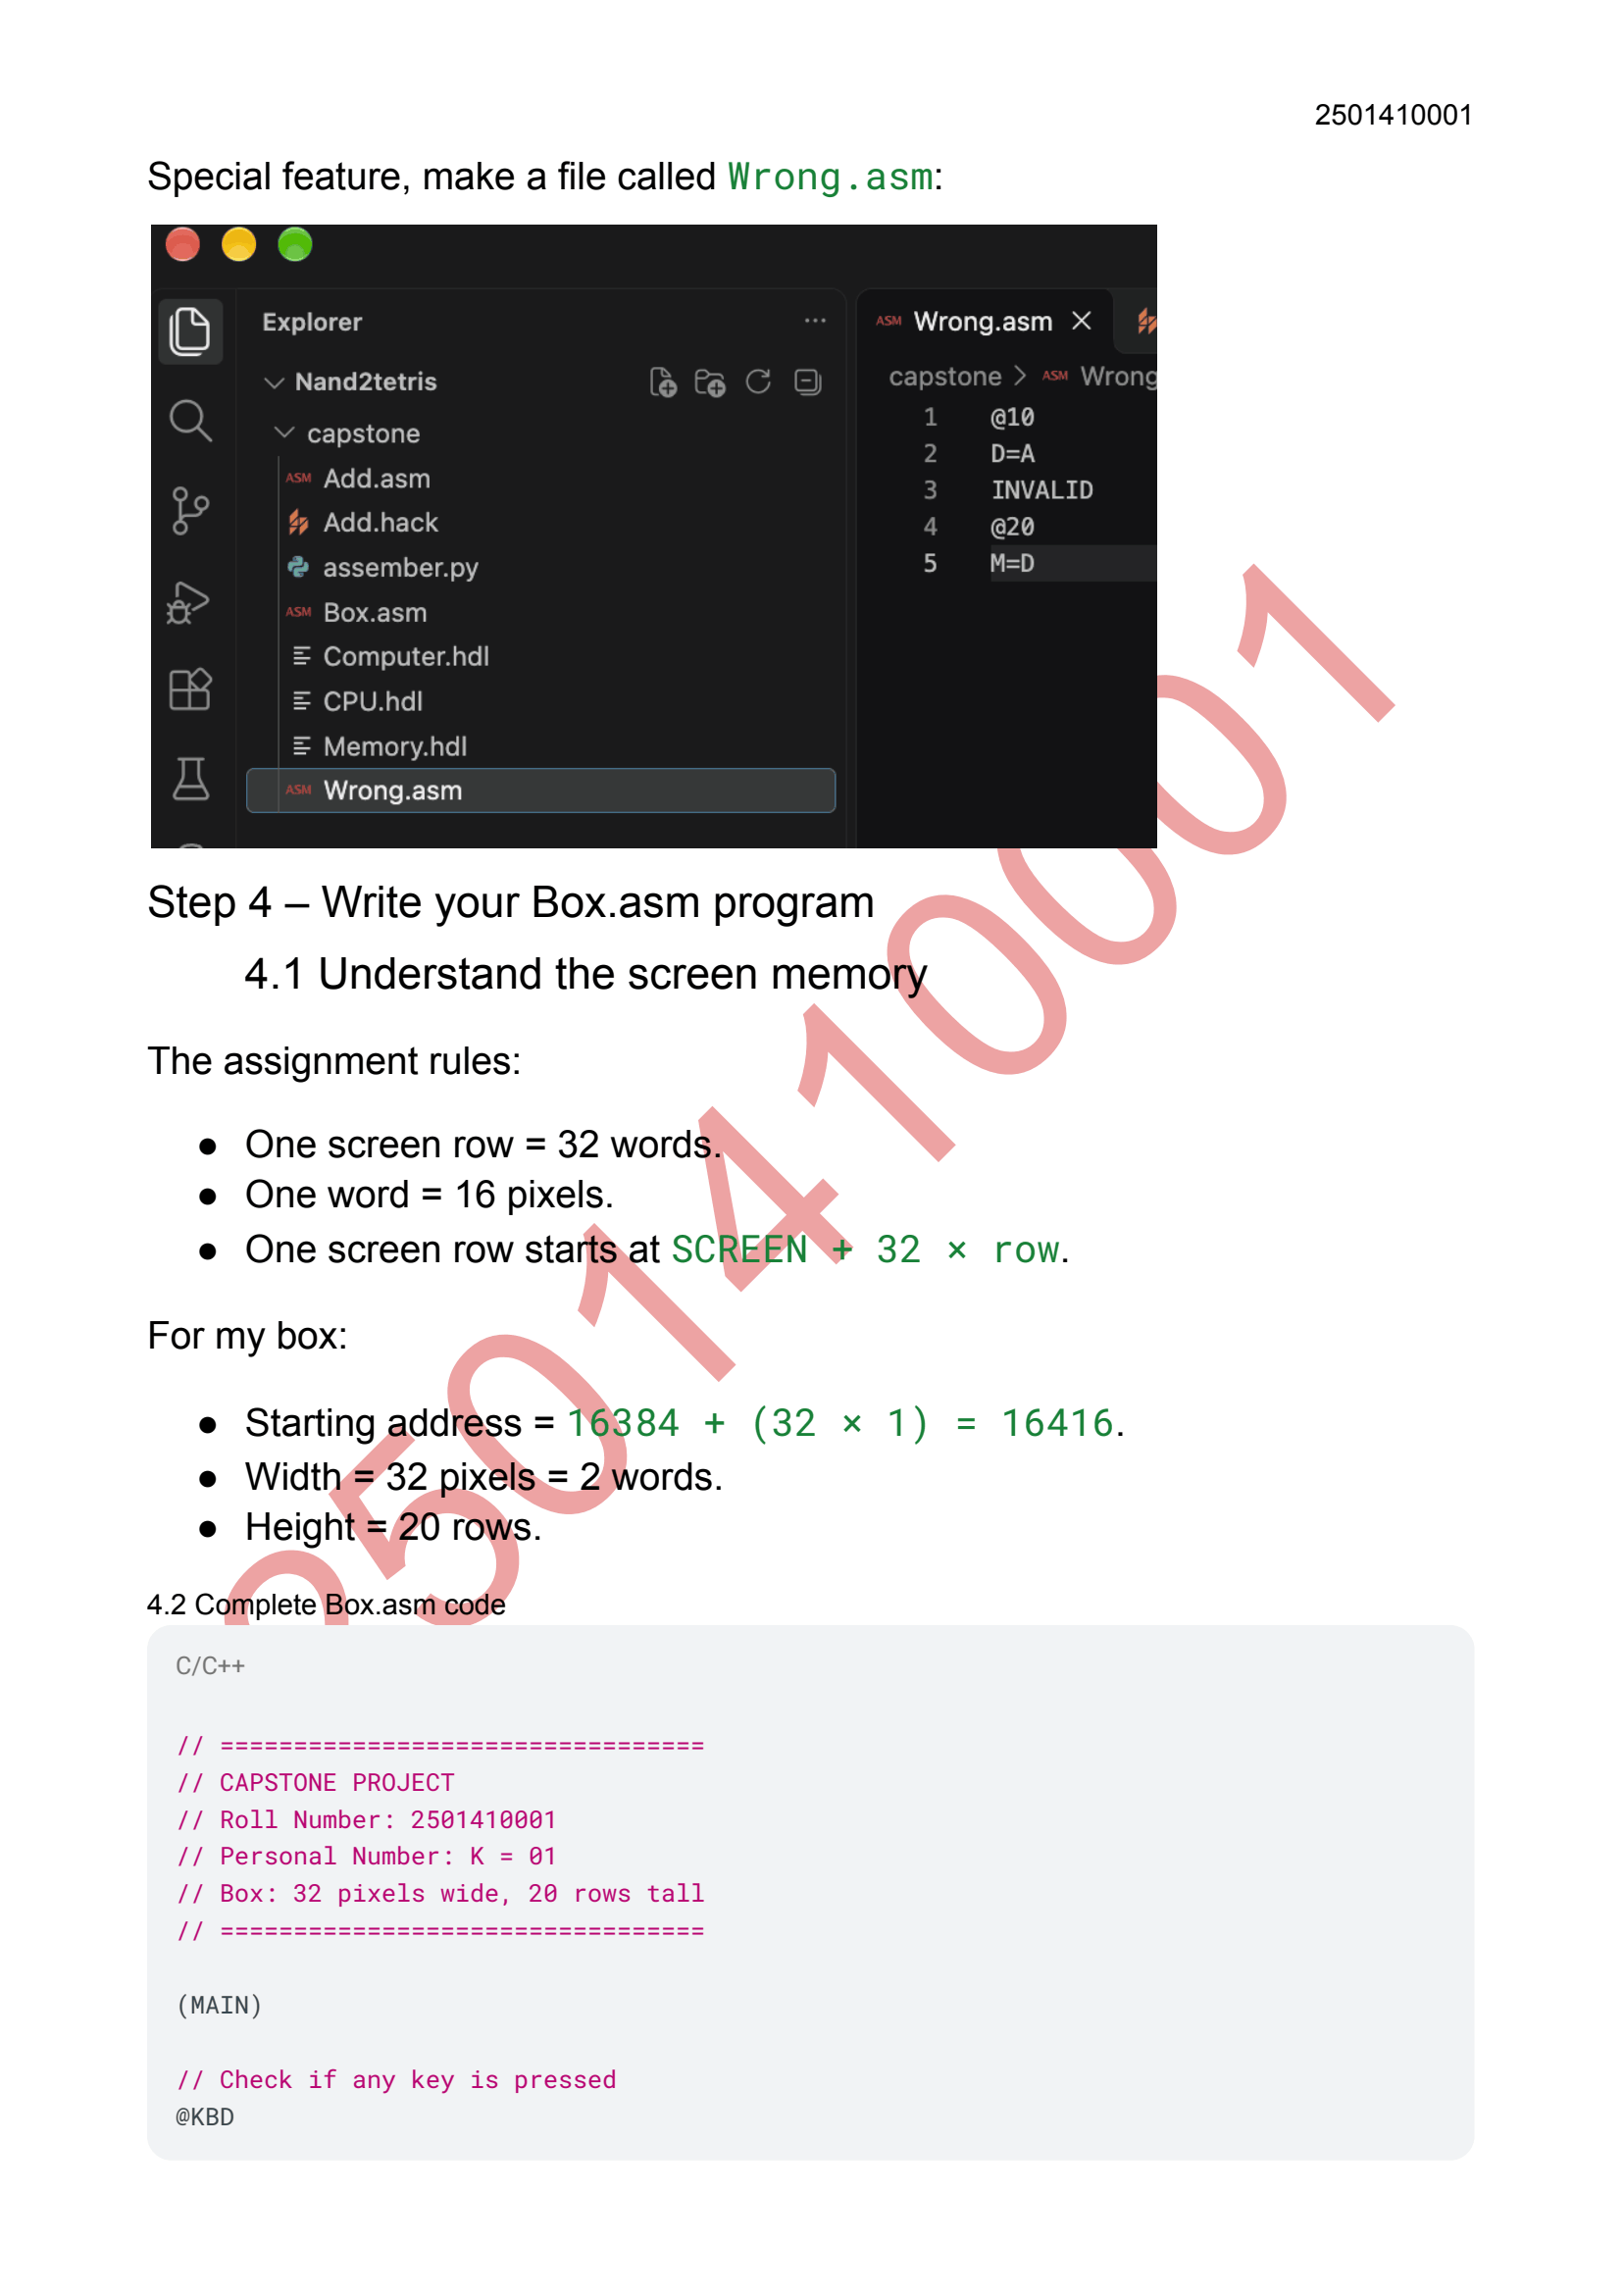 2501410001
Special feature, make a file called Wrong.asm:
Explorer
Nand2tetris
capstone
ASM Add.asm
Add.hack
assember.py
ASM Box.asm
Computer.hdl
CPU.hdl
Memory.hdl
ASM Wrong.asm
ASM Wrong.asm
capstone > ASM Wrong
1 @10
2 D=A
3 INVALID
4 @20
5 M=D
Step 4 – Write your Box.asm program
4.1 Understand the screen memory
The assignment rules:
● One screen row = 32 words.
● One word = 16 pixels.
● One screen row starts at SCREEN + 32 × row.
For my box:
● Starting address = 16384 + (32 × 1) = 16416.
● Width = 32 pixels = 2 words.
● Height = 20 rows.
4.2 Complete Box.asm code
C/C++
// =================================
// CAPSTONE PROJECT
// Roll Number: 2501410001
// Personal Number: K = 01
// Box: 32 pixels wide, 20 rows tall
// =================================
(MAIN)
// Check if any key is pressed
@KBD
2501410001